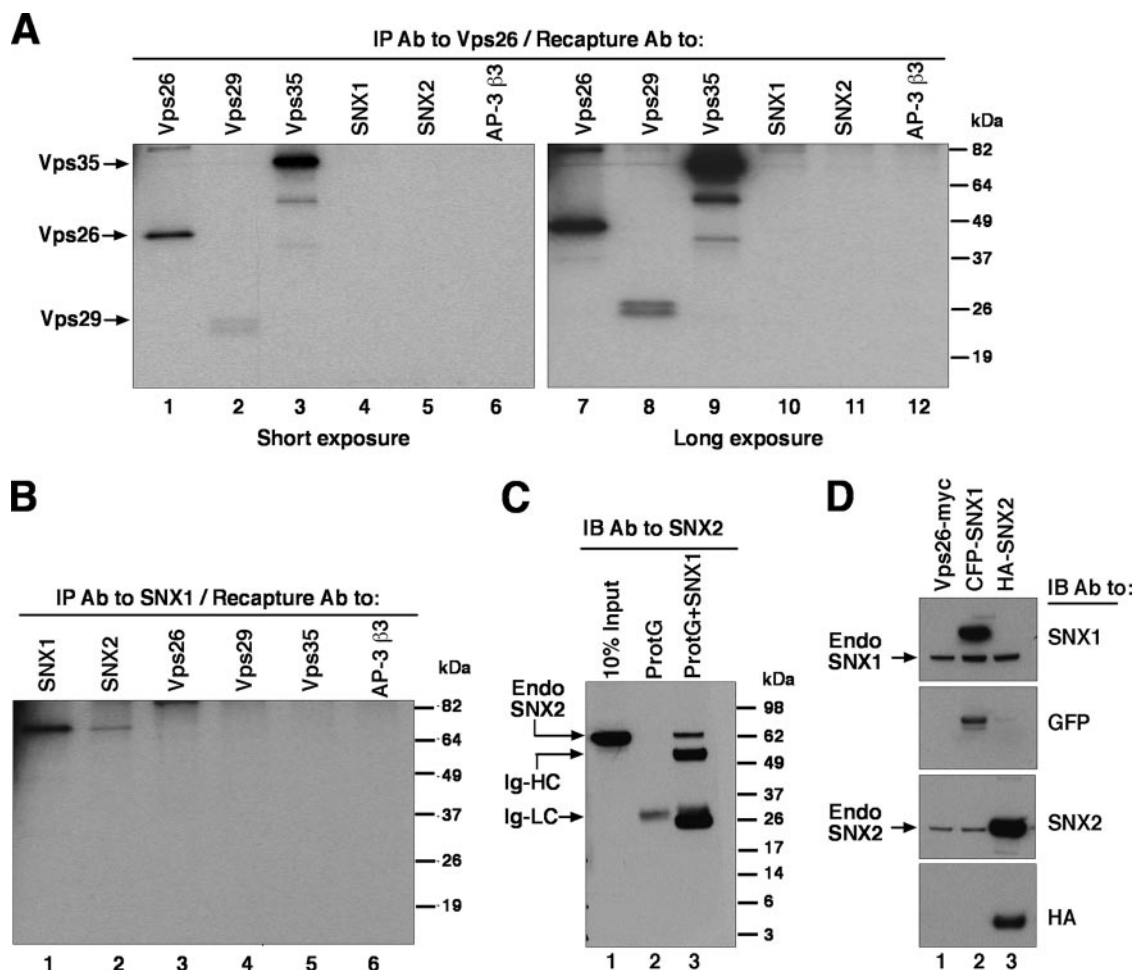 A
IP Ab to Vps26 / Recapture Ab to:
Vps26 Vps29 Vps35 SNX1 SNX2 AP-3 β3 Vps26 Vps29 Vps35 SNX1 SNX2 AP-3 β3
kDa
Vps35
Vps26
Vps29
82
64
49
37
26
19
1 2 3 4 5 6 7 8 9 10 11 12
Short exposure Long exposure
B
IP Ab to SNX1 / Recapture Ab to:
SNX1 SNX2 Vps26 Vps29 Vps35 AP-3 β3
kDa
82
64
49
37
26
19
1 2 3 4 5 6
C
IB Ab to SNX2
10% Input ProtG ProtG+SNX1
kDa
Endo
SNX2
Ig-HC
Ig-LC
98
62
49
37
26
17
14
6
3
1 2 3
D
Vps26-myc CFP-SNX1 HA-SNX2
IB Ab to:
Endo
SNX1
SNX1
GFP
Endo
SNX2
SNX2
HA
1 2 3